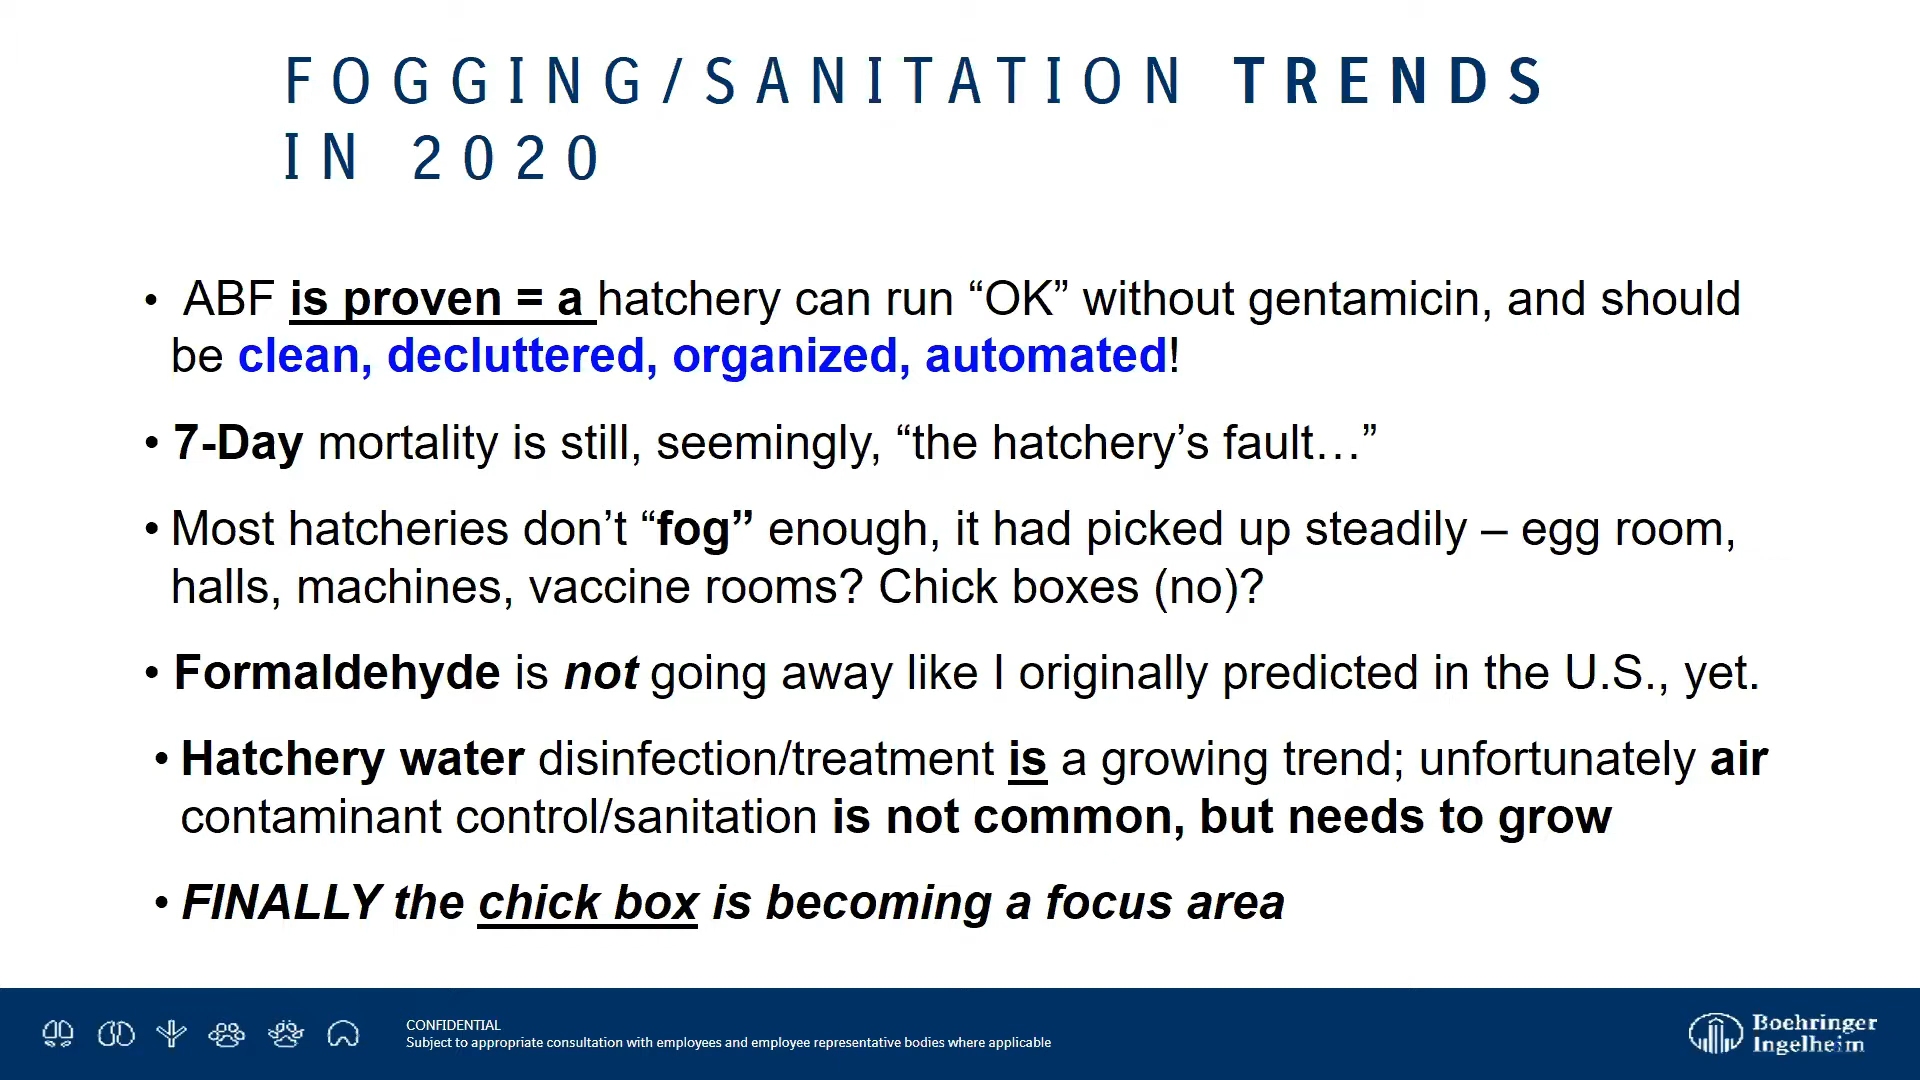 FOGGING/SANITATION TRENDS
IN 2020
• ABF is proven = a hatchery can run “OK” without gentamicin, and should
be clean, decluttered, organized, automated!
• 7-Day mortality is still, seemingly, “the hatchery’s fault…”
• Most hatcheries don’t “fog” enough, it had picked up steadily – egg room,
halls, machines, vaccine rooms? Chick boxes (no)?
• Formaldehyde is not going away like I originally predicted in the U.S., yet.
• Hatchery water disinfection/treatment is a growing trend; unfortunately air
contaminant control/sanitation is not common, but needs to grow
• FINALLY the chick box is becoming a focus area
CONFIDENTIAL
Subject to appropriate consultation with employees and employee representative bodies where applicable
Boehringer
Ingelheim